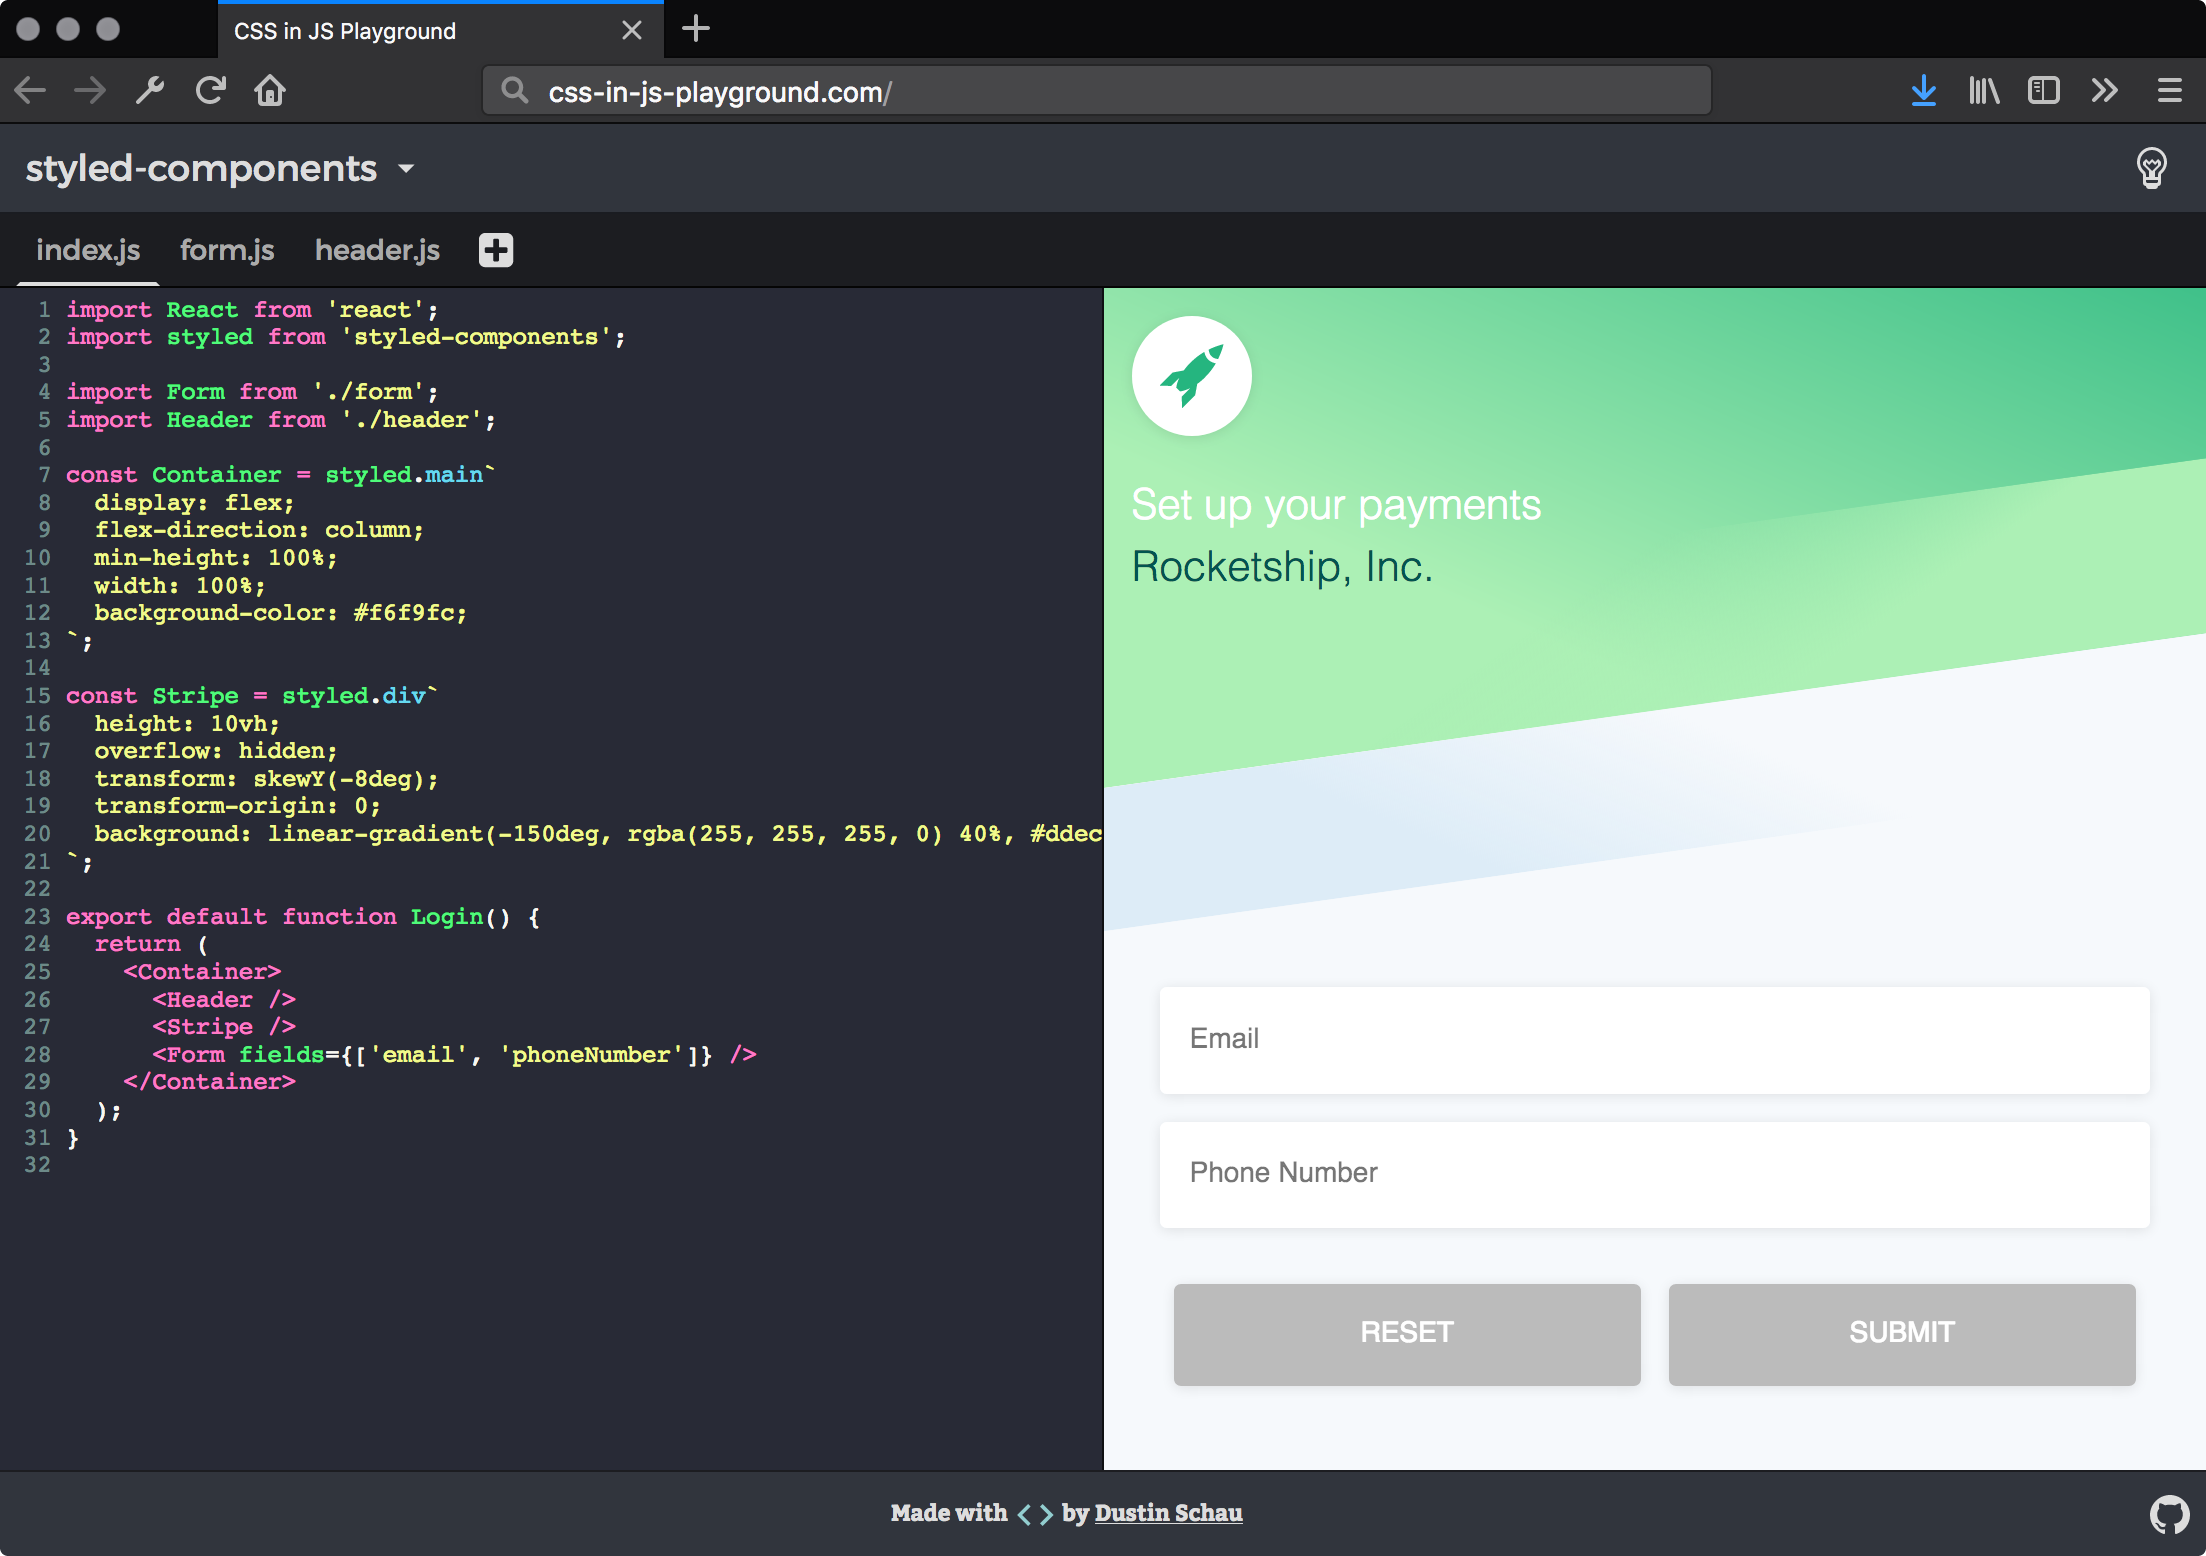 CSS in JS Playground
css-in-js-playground.com/
styled-components
index.js form.js header.js
1 import React from 'react';
2 import styled from 'styled-components';
3
4 import Form from './form';
5 import Header from './header';
6
7 const Container = styled.main`
8   display: flex;
9   flex-direction: column;
10   min-height: 100%;
11   width: 100%;
12   background-color: #f6f9fc;
13 `;
14
15 const Stripe = styled.div`
16   height: 10vh;
17   overflow: hidden;
18   transform: skewY(-8deg);
19   transform-origin: 0;
20   background: linear-gradient(-150deg, rgba(255, 255, 255, 0) 40%, #ddec
21 `;
22
23 export default function Login() {
24   return (
25     <Container>
26       <Header />
27       <Stripe />
28       <Form fields={['email', 'phoneNumber']} />
29     </Container>
30   );
31 }
32
Set up your payments
Rocketship, Inc.
Email
Phone Number
RESET SUBMIT
Made with <> by Dustin Schau